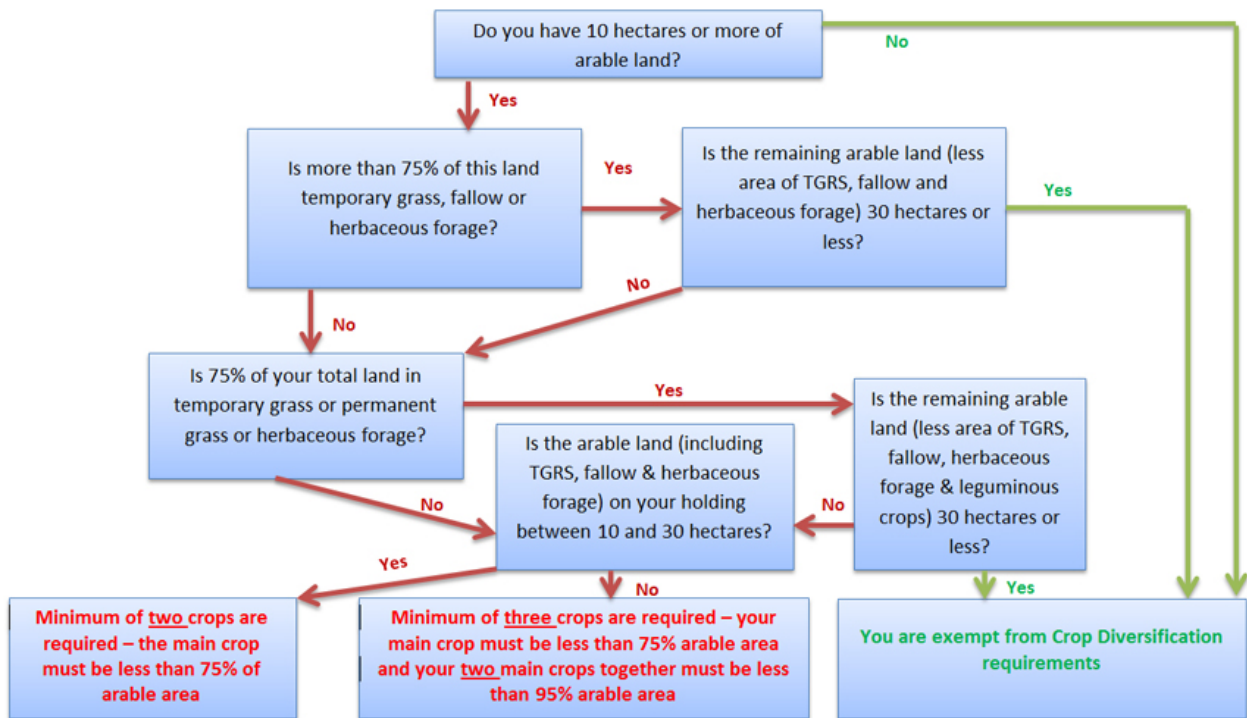 Do you have 10 hectares or more of
arable land?
No
Yes
Is more than 75% of this land
temporary grass, fallow or
herbaceous forage?
Yes
Is the remaining arable land (less
area of TGRS, fallow and
herbaceous forage) 30 hectares or
less?
Yes
No
No
Is 75% of your total land in
temporary grass or permanent
grass or herbaceous forage?
Yes
Is the remaining arable
land (less area of TGRS,
fallow, herbaceous
forage & leguminous
crops) 30 hectares or
less?
Is the arable land (including
TGRS, fallow & herbaceous
forage) on your holding
between 10 and 30 hectares?
No
No
Yes
No
Yes
Minimum of two crops are
required – the main crop
must be less than 75% of
arable area
Minimum of three crops are required – your
main crop must be less than 75% arable area
and your two main crops together must be less
than 95% arable area
You are exempt from Crop Diversification
requirements